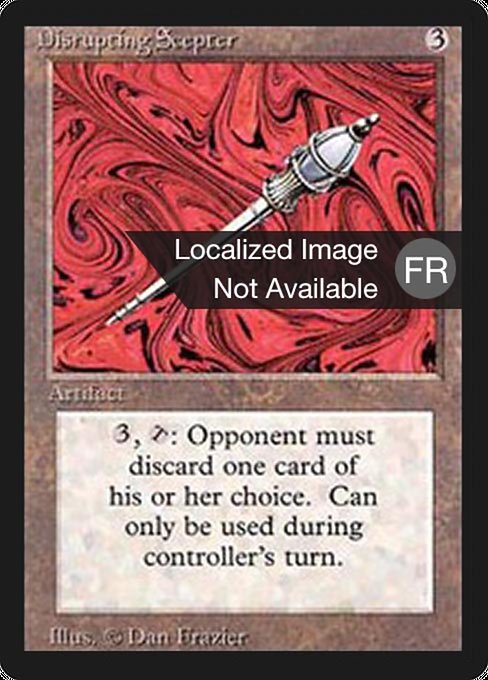 Disrupting Scepter 3
Localized Image
Not Available
FR
Artifact
3, T: Opponent must
discard one card of
his or her choice. Can
only be used during
controller's turn.
Illus. © Dan Frazier